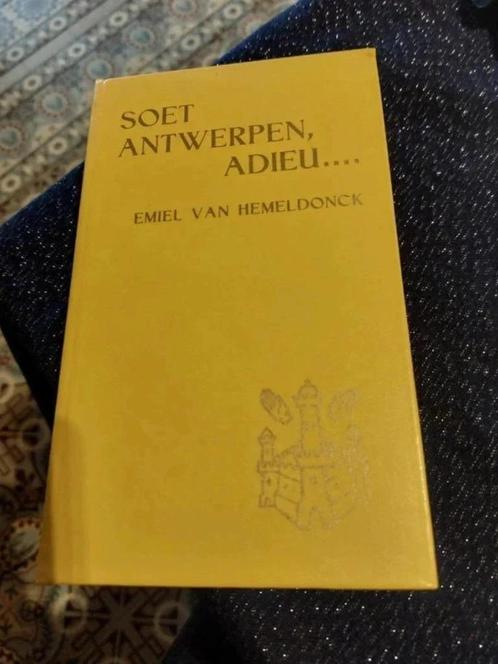 SOET
ANTWERPEN,
ADIEU....
EMIEL VAN HEMELDONCK